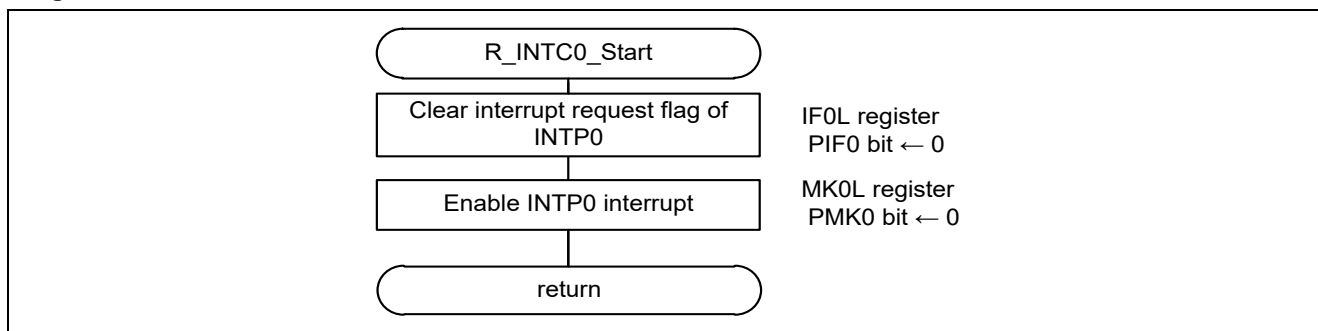 R_INTC0_Start
Clear interrupt request flag of
INTP0
IF0L register
PIF0 bit ← 0
Enable INTP0 interrupt
MK0L register
PMK0 bit ← 0
return